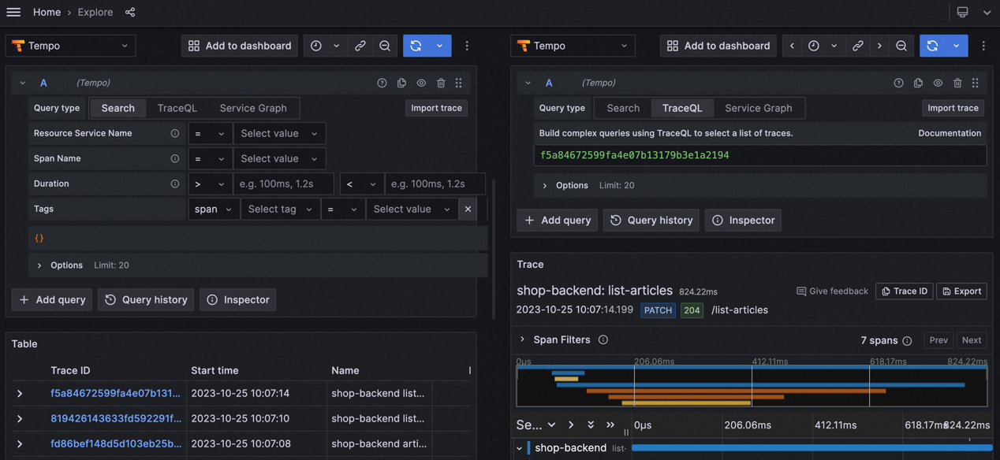 Home › Explore
Tempo
Add to dashboard
A (Tempo)
Query type Search TraceQL Service Graph Import trace
Resource Service Name = Select value
Span Name = Select value
Duration > e.g. 100ms, 1.2s < e.g. 100ms, 1.2s
Tags span Select tag = Select value
{}
Options Limit: 20
Add query Query history Inspector
Table
Trace ID Start time Name
f5a84672599fa4e07b131... 2023-10-25 10:07:14 shop-backend list...
819426143633fd592291f... 2023-10-25 10:07:10 shop-backend list...
fd86bef148d5d103eb25b... 2023-10-25 10:07:08 shop-backend arti...
Tempo
Add to dashboard
A (Tempo)
Query type Search TraceQL Service Graph Import trace
Build complex queries using TraceQL to select a list of traces. Documentation
f5a84672599fa4e07b13179b3e1a2194
Options Limit: 20
Add query Query history Inspector
Trace
shop-backend: list-articles 824.22ms Give feedback Trace ID Export
2023-10-25 10:07:14.199 PATCH 204 /list-articles
Span Filters 7 spans Prev Next
0μs 206.06ms 412.11ms 618.17ms 824.22ms
Se... 0μs 206.06ms 412.11ms 618.17ms 824.22ms
shop-backend list-